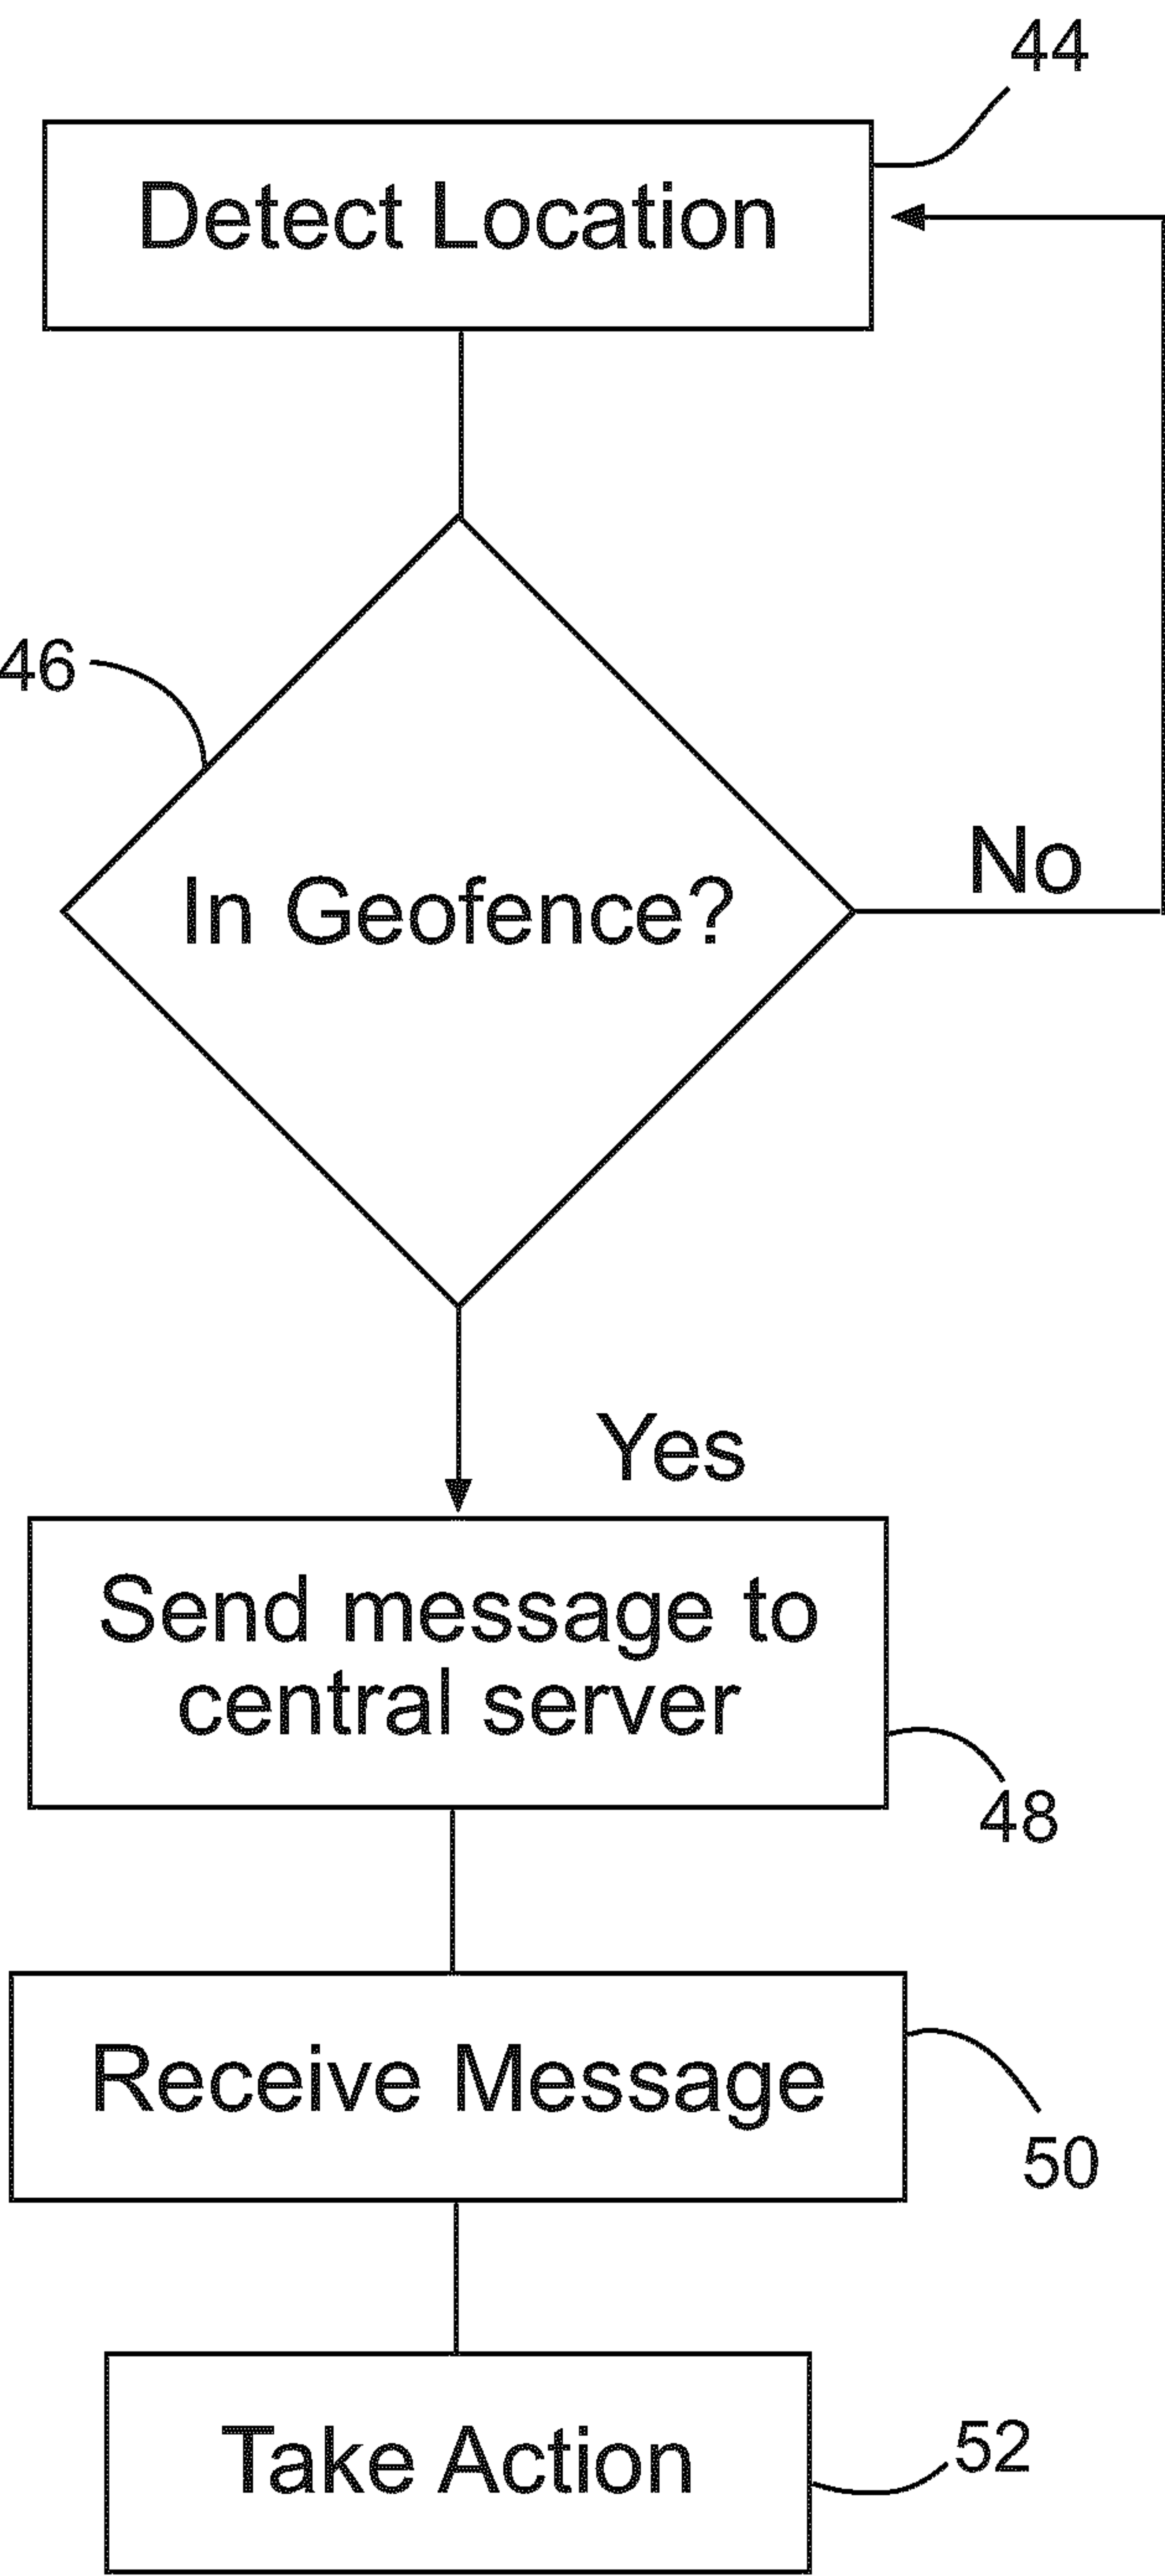 44
Detect Location
46
In Geofence?
No
Yes
Send message to
central server
48
Receive Message
50
Take Action
52